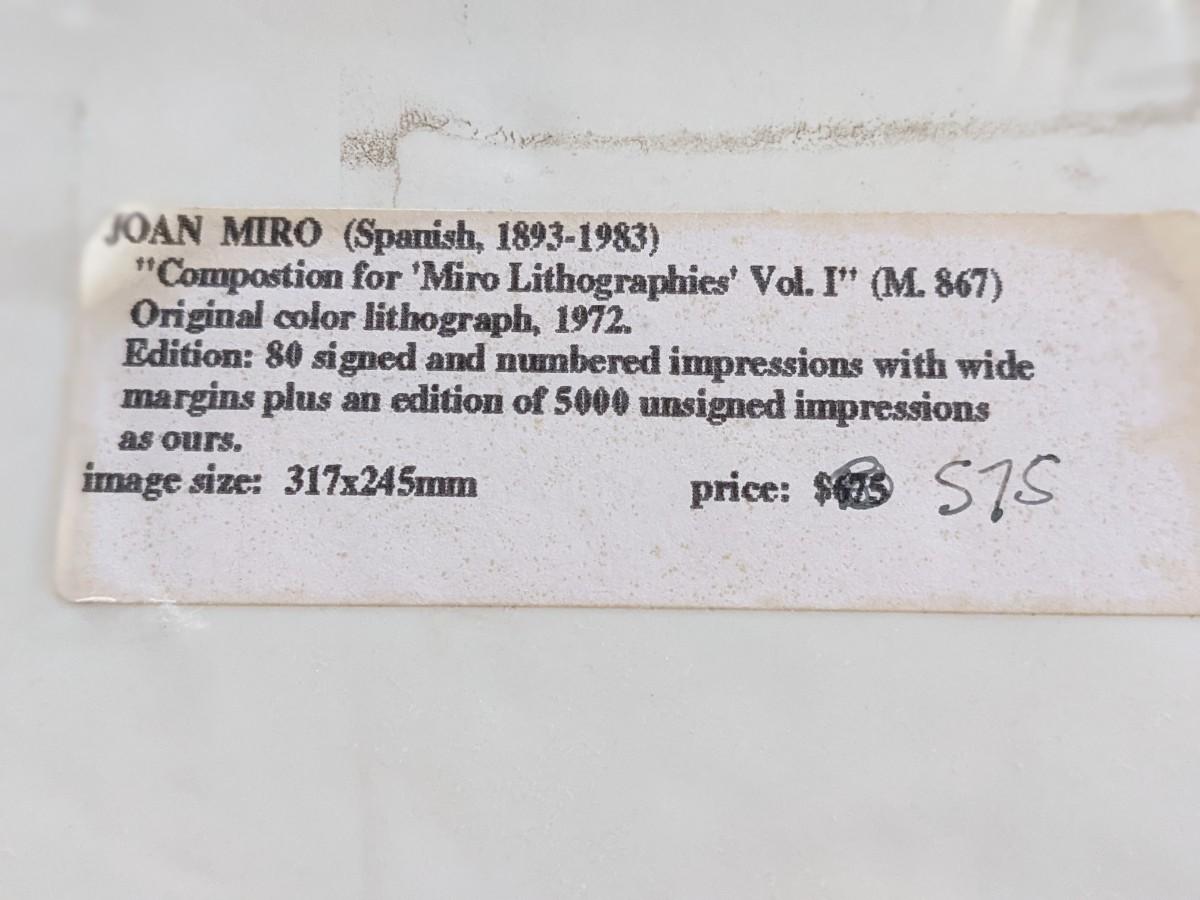 JOAN MIRO (Spanish, 1893-1983)
"Compostion for 'Miro Lithographies' Vol. I" (M. 867)
Original color lithograph, 1972.
Edition: 80 signed and numbered impressions with wide
margins plus an edition of 5000 unsigned impressions
as ours.
image size: 317x245mm price: $675 575